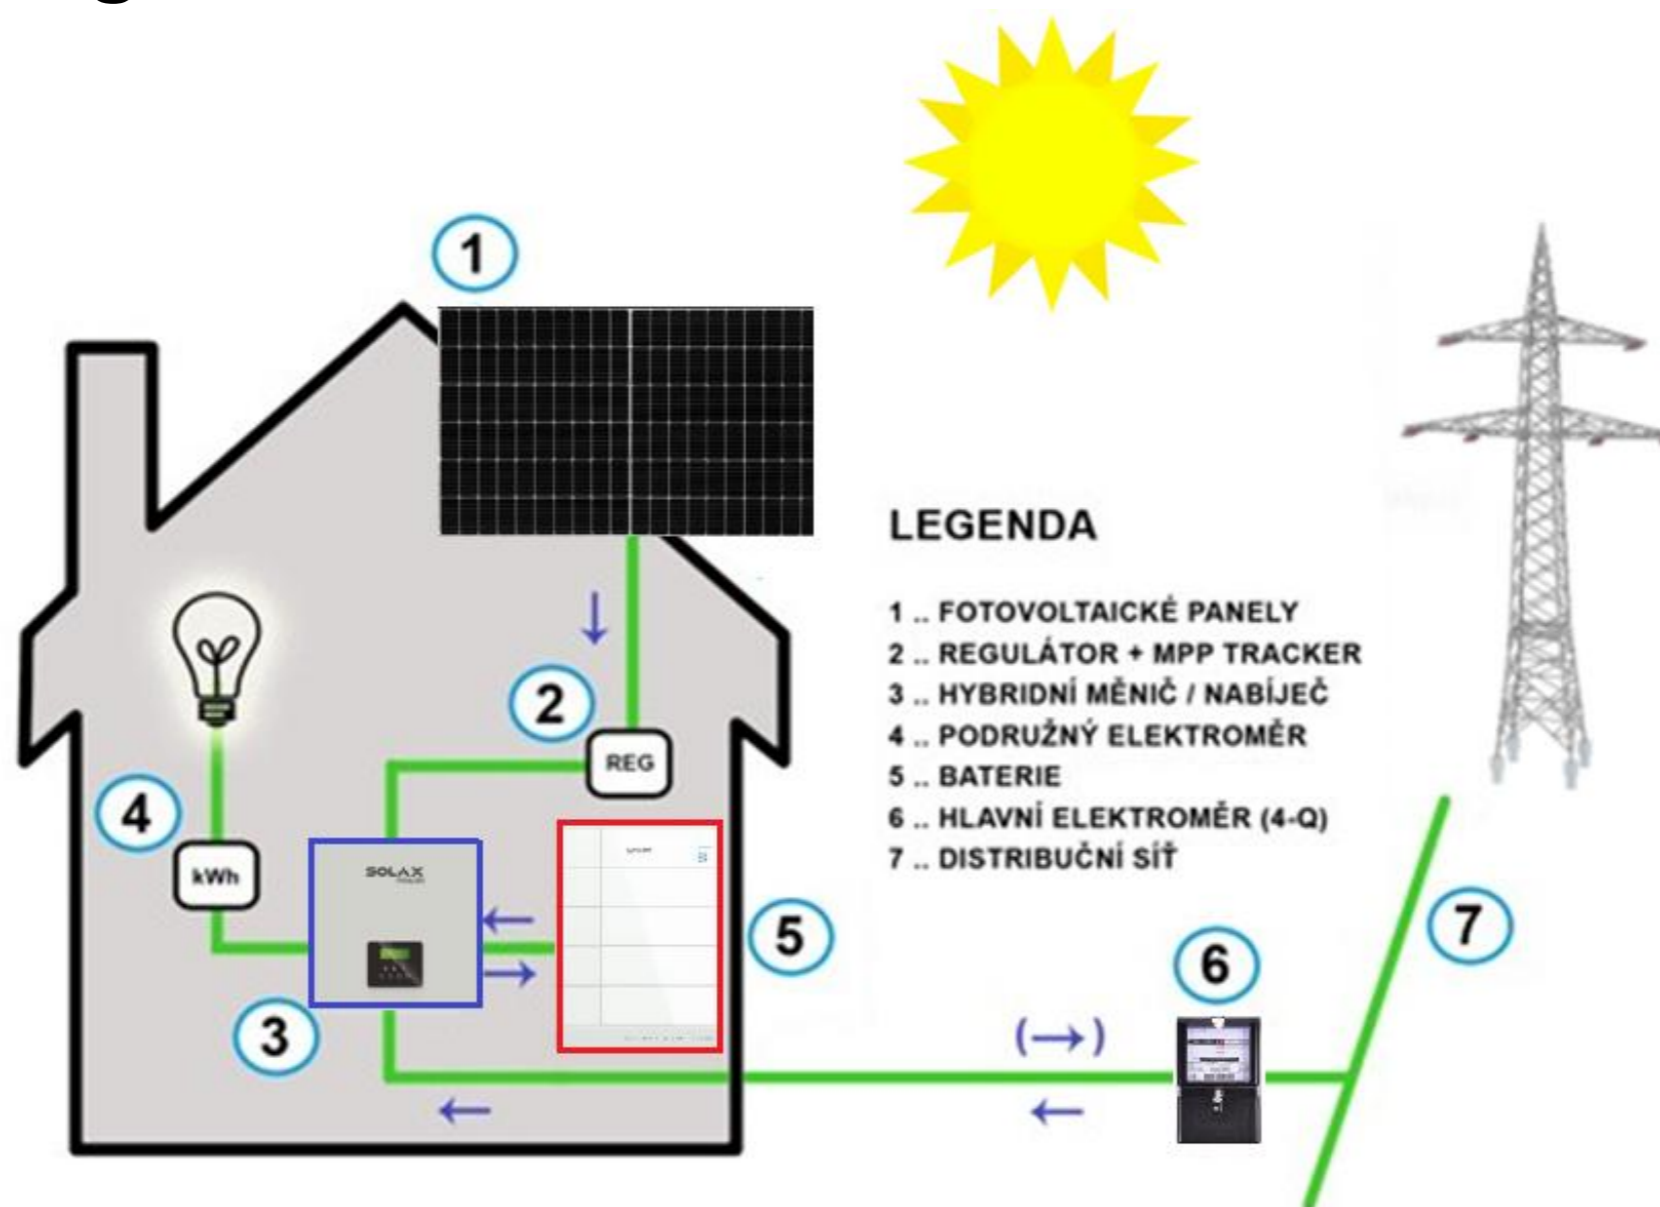 1
2
REG
4
kWh
SOLAX
5
3
LEGENDA
1 .. FOTOVOLTAICKÉ PANELY
2 .. REGULÁTOR + MPP TRACKER
3 .. HYBRIDNÍ MĚNIČ / NABÍJEČ
4 .. PODRUŽNÝ ELEKTROMĚR
5 .. BATERIE
6 .. HLAVNÍ ELEKTROMĚR (4-Q)
7 .. DISTRIBUČNÍ SÍŤ
6
7